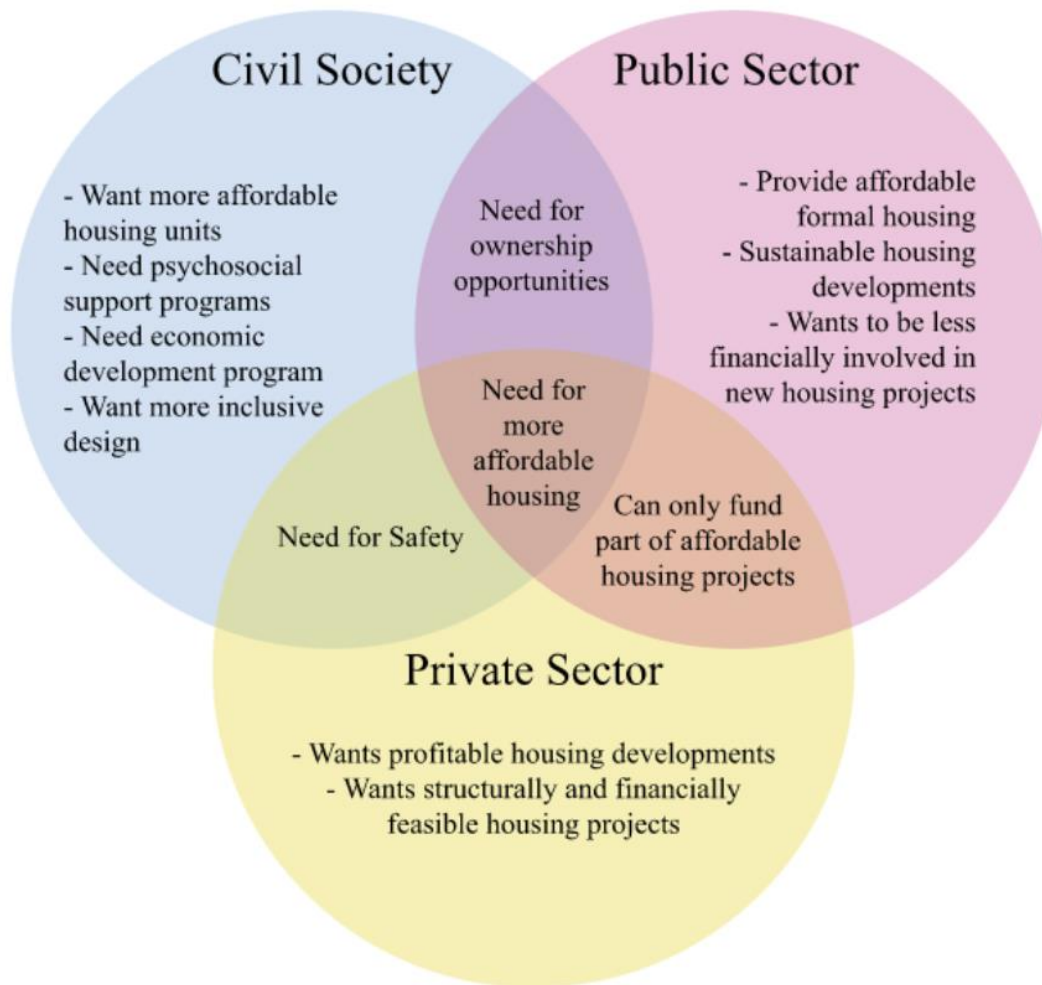 Civil Society
Public Sector
- Want more affordable
housing units
- Need psychosocial
support programs
- Need economic
development program
- Want more inclusive
design
Need for
ownership
opportunities
- Provide affordable
formal housing
- Sustainable housing
developments
- Wants to be less
financially involved in
new housing projects
Need for
more
affordable
housing
Need for Safety
Can only fund
part of affordable
housing projects
Private Sector
- Wants profitable housing developments
- Wants structurally and financially
feasible housing projects